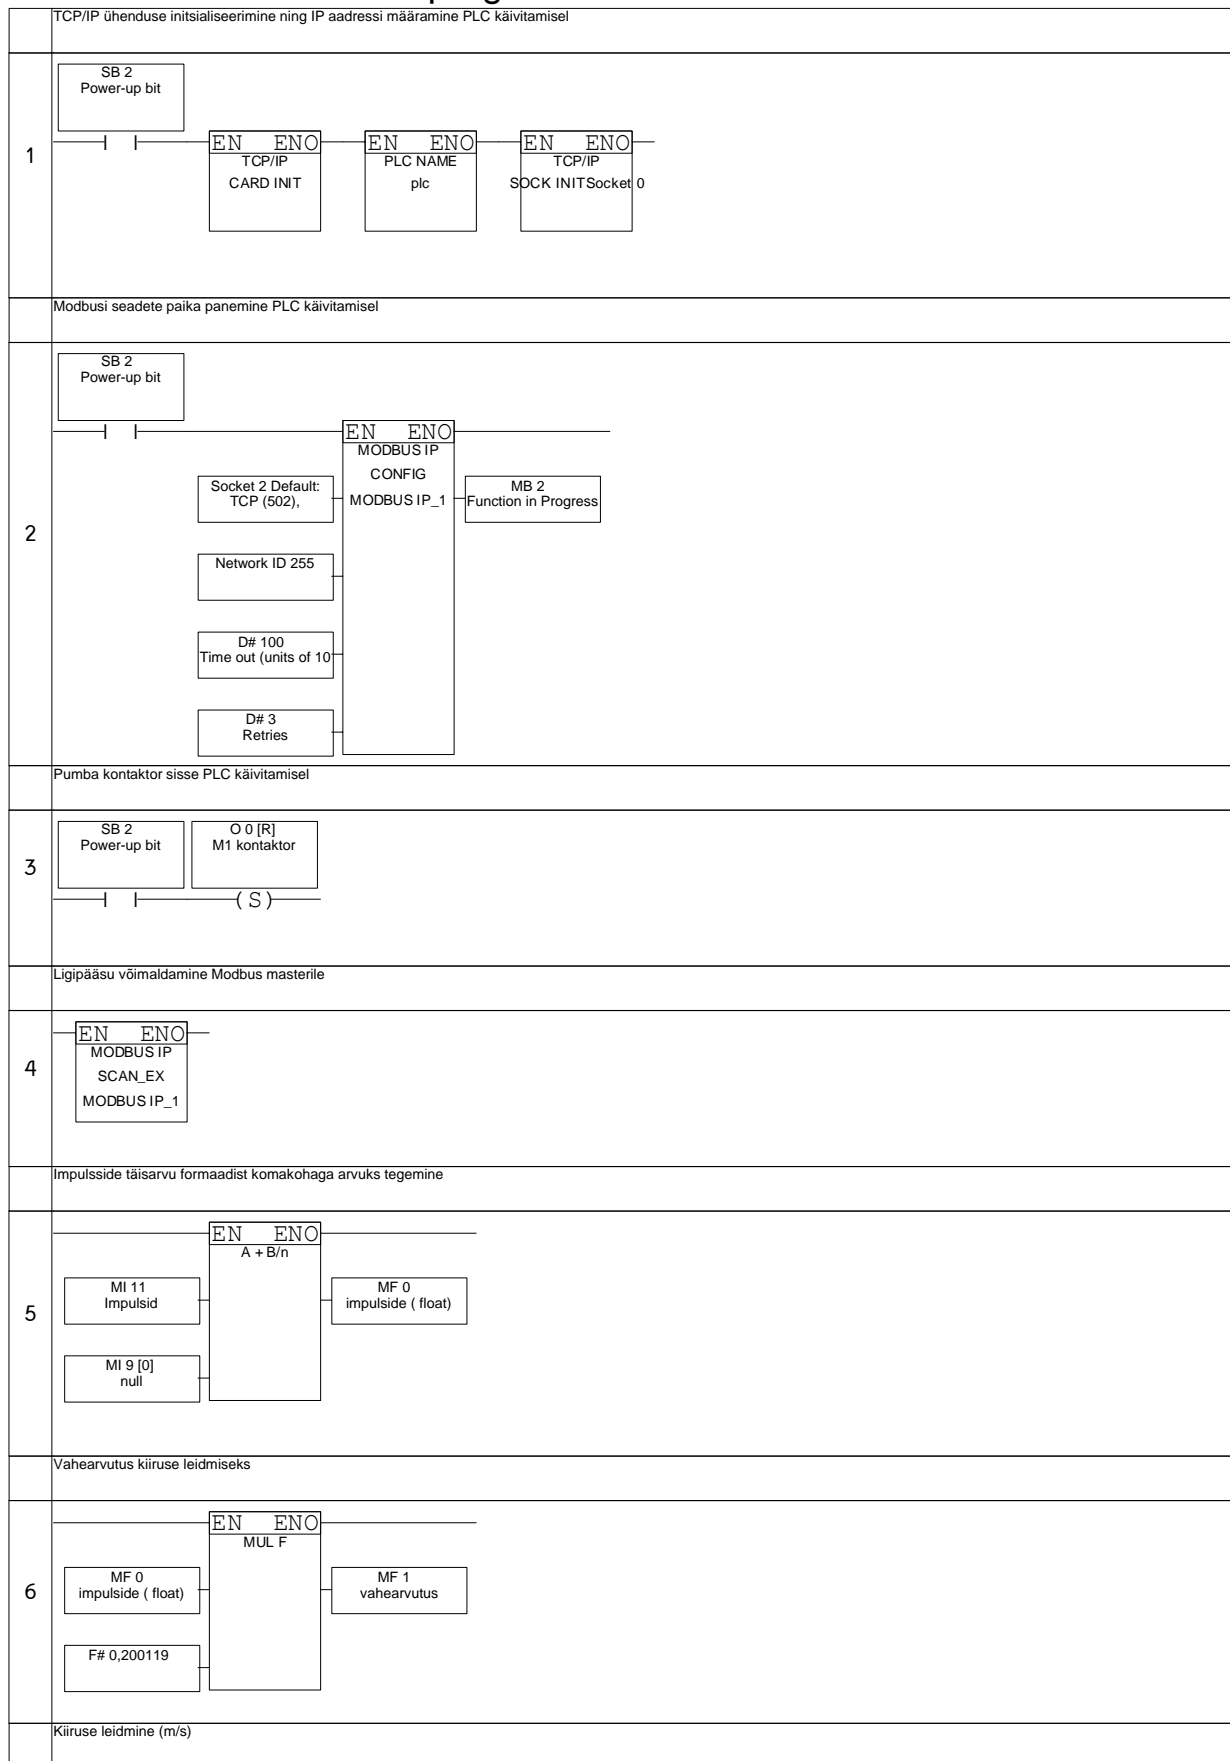 TCP/IP ühenduse initsialiseerimine ning IP aadressi määramine PLC käivitamisel
1
SB 2
Power-up bit
EN ENO
TCP/IP
CARD INIT
EN ENO
PLC NAME
plc
EN ENO
TCP/IP
SOCK INITSocket 0
Modbusi seadete paika panemine PLC käivitamisel
2
SB 2
Power-up bit
EN ENO
MODBUS IP
CONFIG
MODBUS IP_1
Socket 2 Default:
TCP (502),
MB 2
Function in Progress
Network ID 255
D# 100
Time out (units of 10
D# 3
Retries
Pumba kontaktor sisse PLC käivitamisel
3
SB 2
Power-up bit
O 0 [R]
M1 kontaktor
( S )
Ligipääsu võimaldamine Modbus masterile
4
EN ENO
MODBUS IP
SCAN_EX
MODBUS IP_1
Impulsside täisarvu formaadist komakohaga arvuks tegemine
5
EN ENO
A + B/n
MI 11
Impulsid
MF 0
impulside ( float)
MI 9 [0]
null
Vahearvutus kiiruse leidmiseks
6
EN ENO
MUL F
MF 0
impulside ( float)
MF 1
vahearvutus
F# 0,200119
Kiiruse leidmine (m/s)